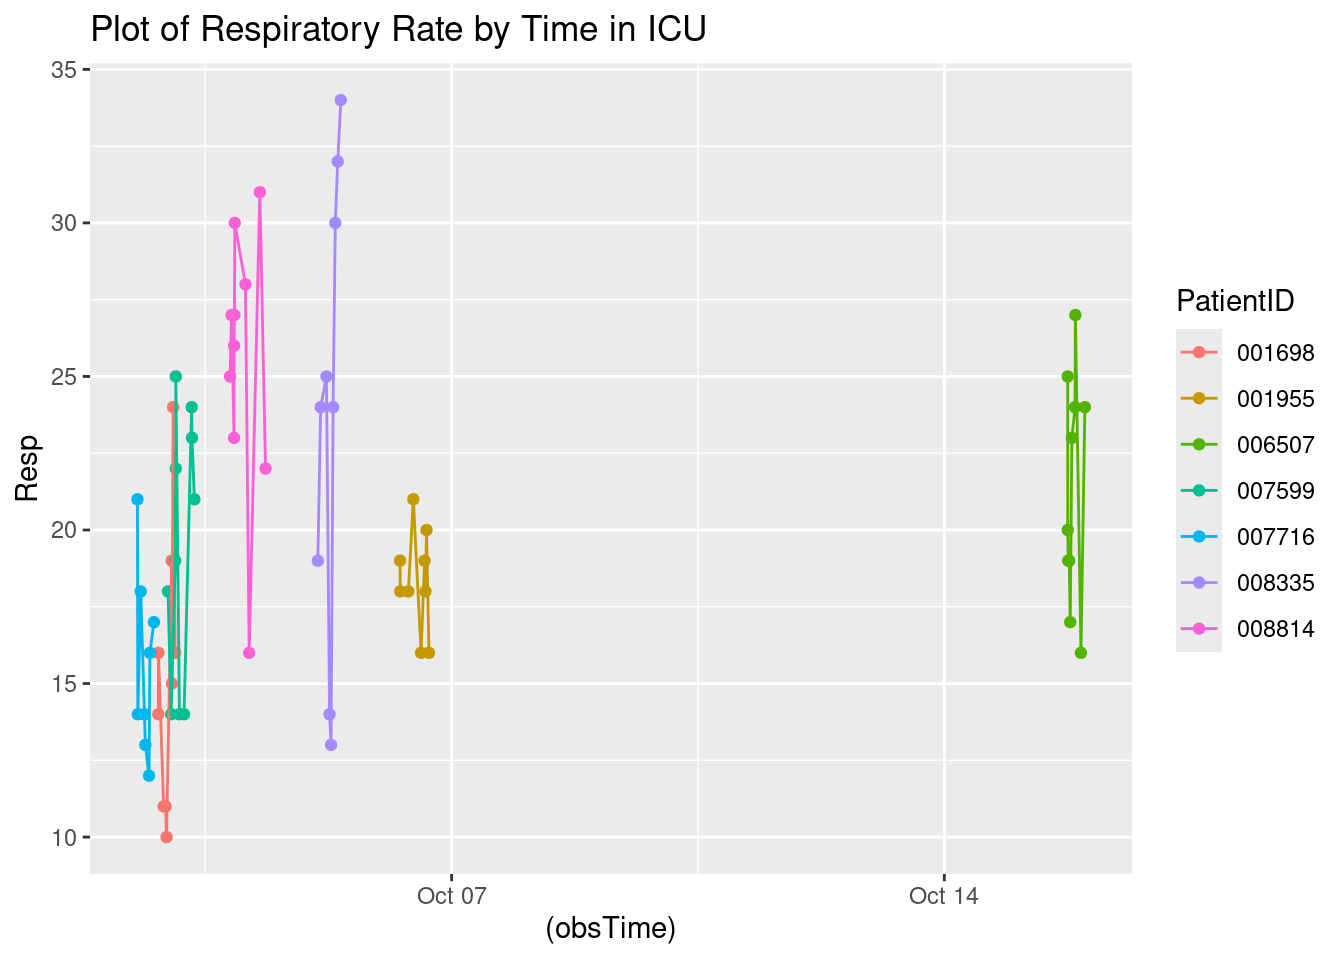 Plot of Respiratory Rate by Time in ICU
35
30
25
20
15
10
Resp
Oct 07
Oct 14
(obsTime)
PatientID
001698
001955
006507
007599
007716
008335
008814